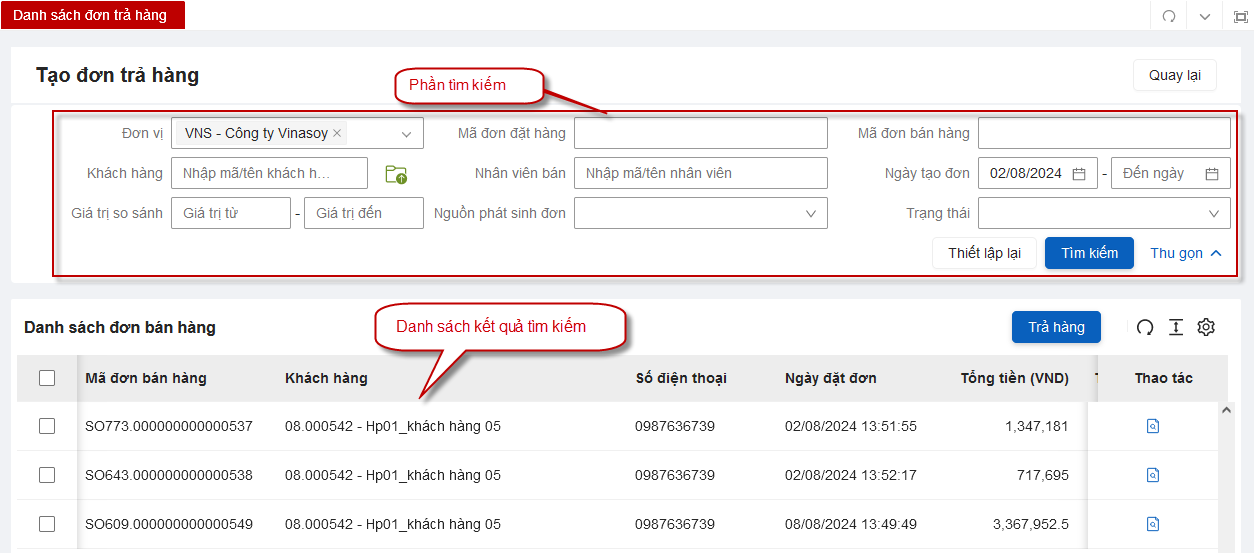 Danh sách đơn trả hàng
Tạo đơn trả hàng
Phần tìm kiếm
Quay lại
Đơn vị VNS - Công ty Vinasoy Mã đơn đặt hàng Mã đơn bán hàng
Khách hàng Nhập mã/tên khách h… Nhân viên bán Nhập mã/tên nhân viên Ngày tạo đơn 02/08/2024 - Đến ngày
Giá trị so sánh Giá trị từ - Giá trị đến Nguồn phát sinh đơn Trạng thái
Thiết lập lại Tìm kiếm Thu gọn
Danh sách đơn bán hàng Danh sách kết quả tìm kiếm Trả hàng
Mã đơn bán hàng Khách hàng Số điện thoại Ngày đặt đơn Tổng tiền (VND) Thao tác
SO773.000000000000537 08.000542 - Hp01_khách hàng 05 0987636739 02/08/2024 13:51:55 1,347,181
SO643.000000000000538 08.000542 - Hp01_khách hàng 05 0987636739 02/08/2024 13:52:17 717,695
SO609.000000000000549 08.000542 - Hp01_khách hàng 05 0987636739 08/08/2024 13:49:49 3,367,952.5